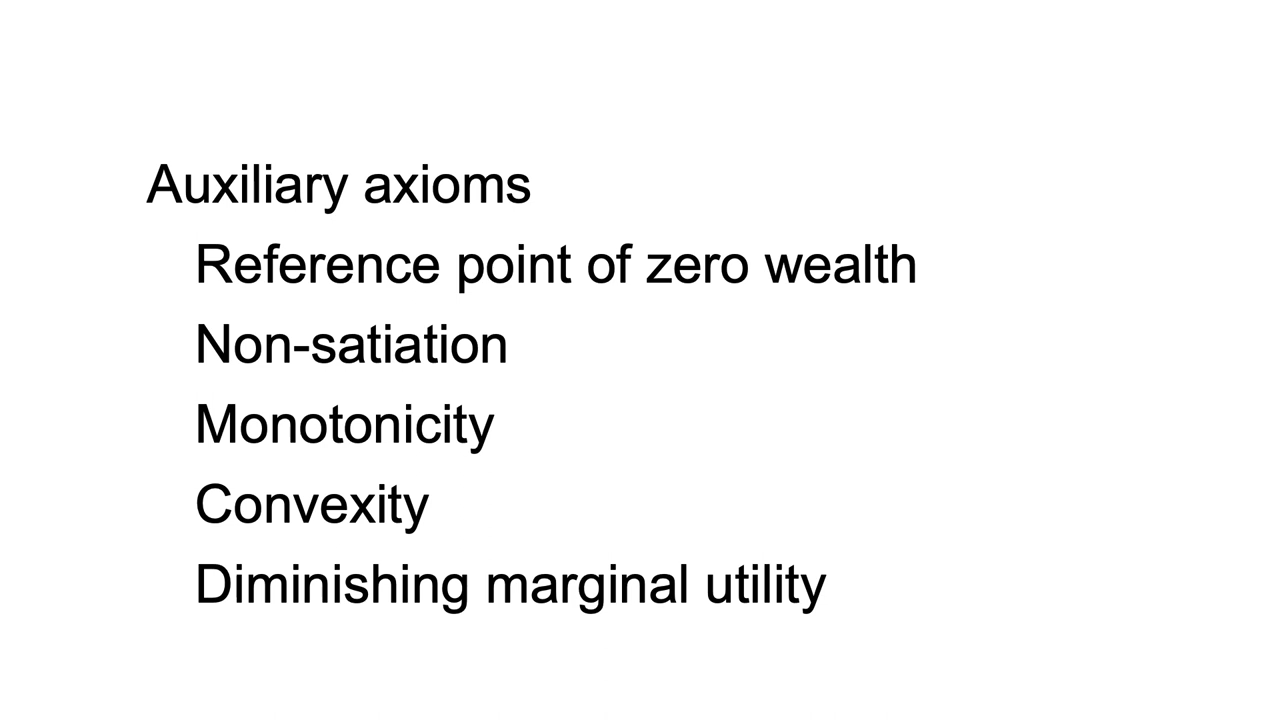 Auxiliary axioms
Reference point of zero wealth
Non-satiation
Monotonicity
Convexity
Diminishing marginal utility